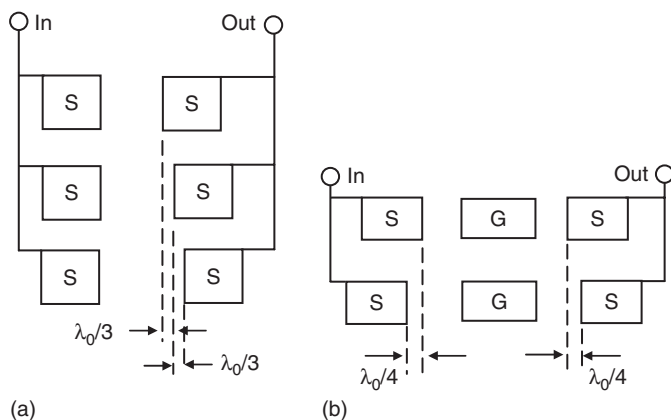 In Out
S S
S S
S S
λ₀/3
λ₀/3
(a)
In Out
S G S
S G S
λ₀/4 λ₀/4
(b)